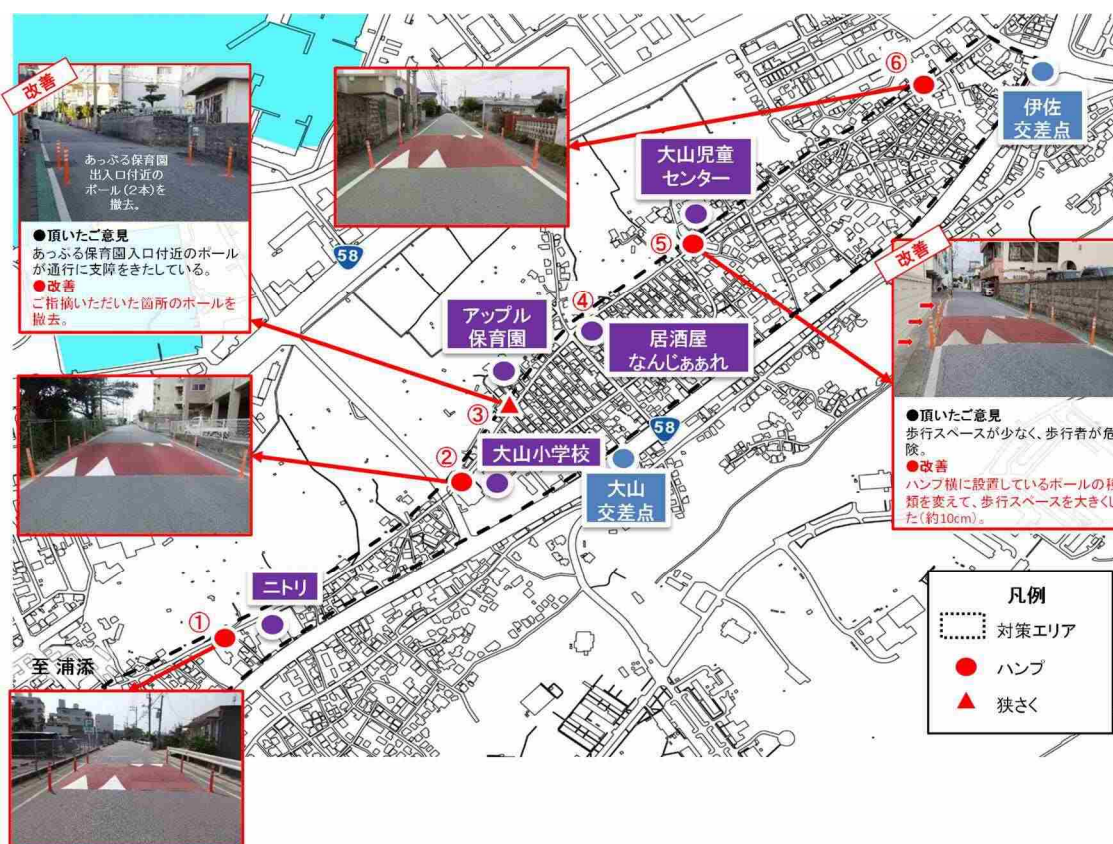 改善
あっぷる保育園
出入口付近の
ポール(2本)を
撤去。
●頂いたご意見
あっぷる保育園入口付近のポール
が通行に支障をきたしている。
●改善
ご指摘いただいた箇所のポールを
撤去。
⑥
伊佐
交差点
大山児童
センター
⑤
58
④
アップル
保育園
居酒屋
なんじぁぁれ
③
改善
●頂いたご意見
歩行スペースが少なく、歩行者が危
険。
●改善
ハンプ横に設置しているポールの種
類を変えて、歩行スペースを大きくし
た(約10cm)。
58
②
大山小学校
大山
交差点
ニトリ
①
至 浦添
凡例
対策エリア
ハンプ
狭さく